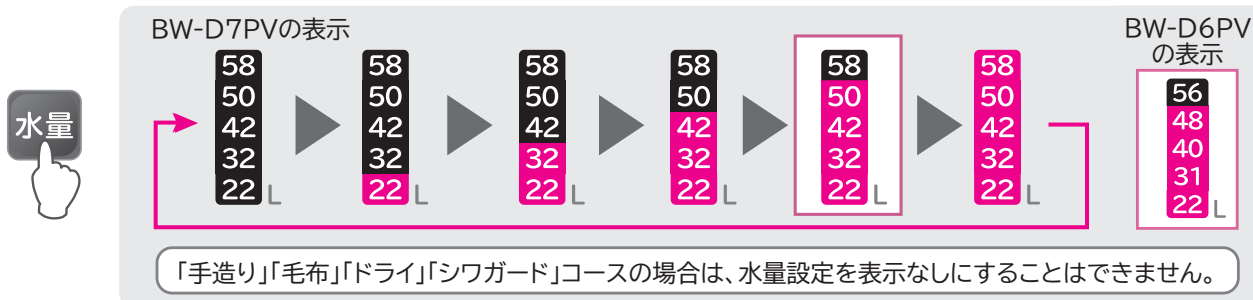 水量
BW-D7PVの表示
58
50
42
32
22 L
58
50
42
32
22 L
58
50
42
32
22 L
58
50
42
32
22 L
58
50
42
32
22 L
58
50
42
32
22 L
BW-D6PV
の表示
56
48
40
31
22 L
「手造り」「毛布」「ドライ」「シワガード」コースの場合は、水量設定を表示なしにすることはできません。